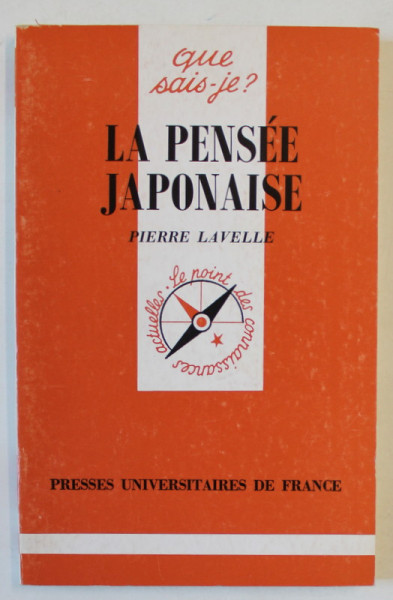 que
sais-je?
LA PENSÉE
JAPONAISE
PIERRE LAVELLE
Le point des connaissances actuelles.
PRESSES UNIVERSITAIRES DE FRANCE